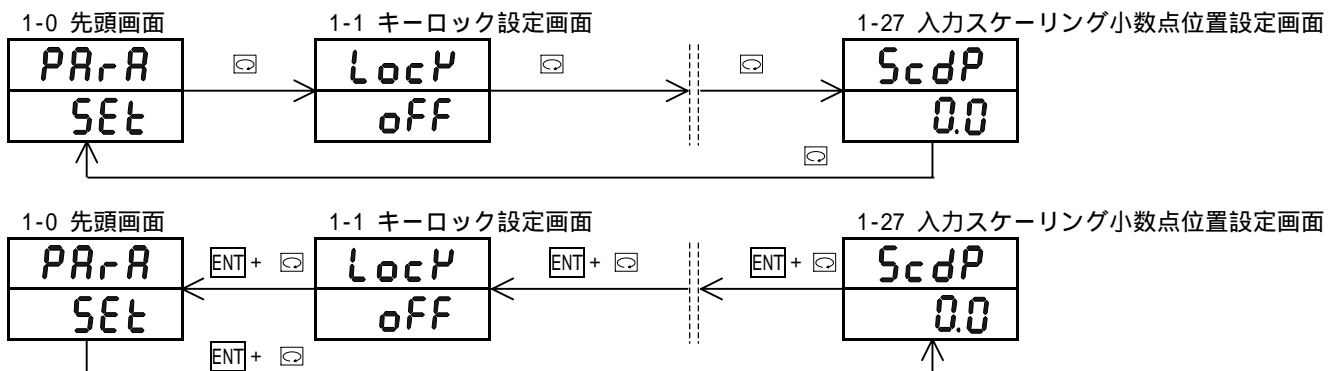 1-0 先頭画面 1-1 キーロック設定画面 1-27 入力スケーリング小数点位置設定画面
PArA LocK ScdP
SEt oFF 0.0
1-0 先頭画面 1-1 キーロック設定画面 1-27 入力スケーリング小数点位置設定画面
PArA ENT + LocK ENT + ENT + ScdP
SEt oFF 0.0
ENT +